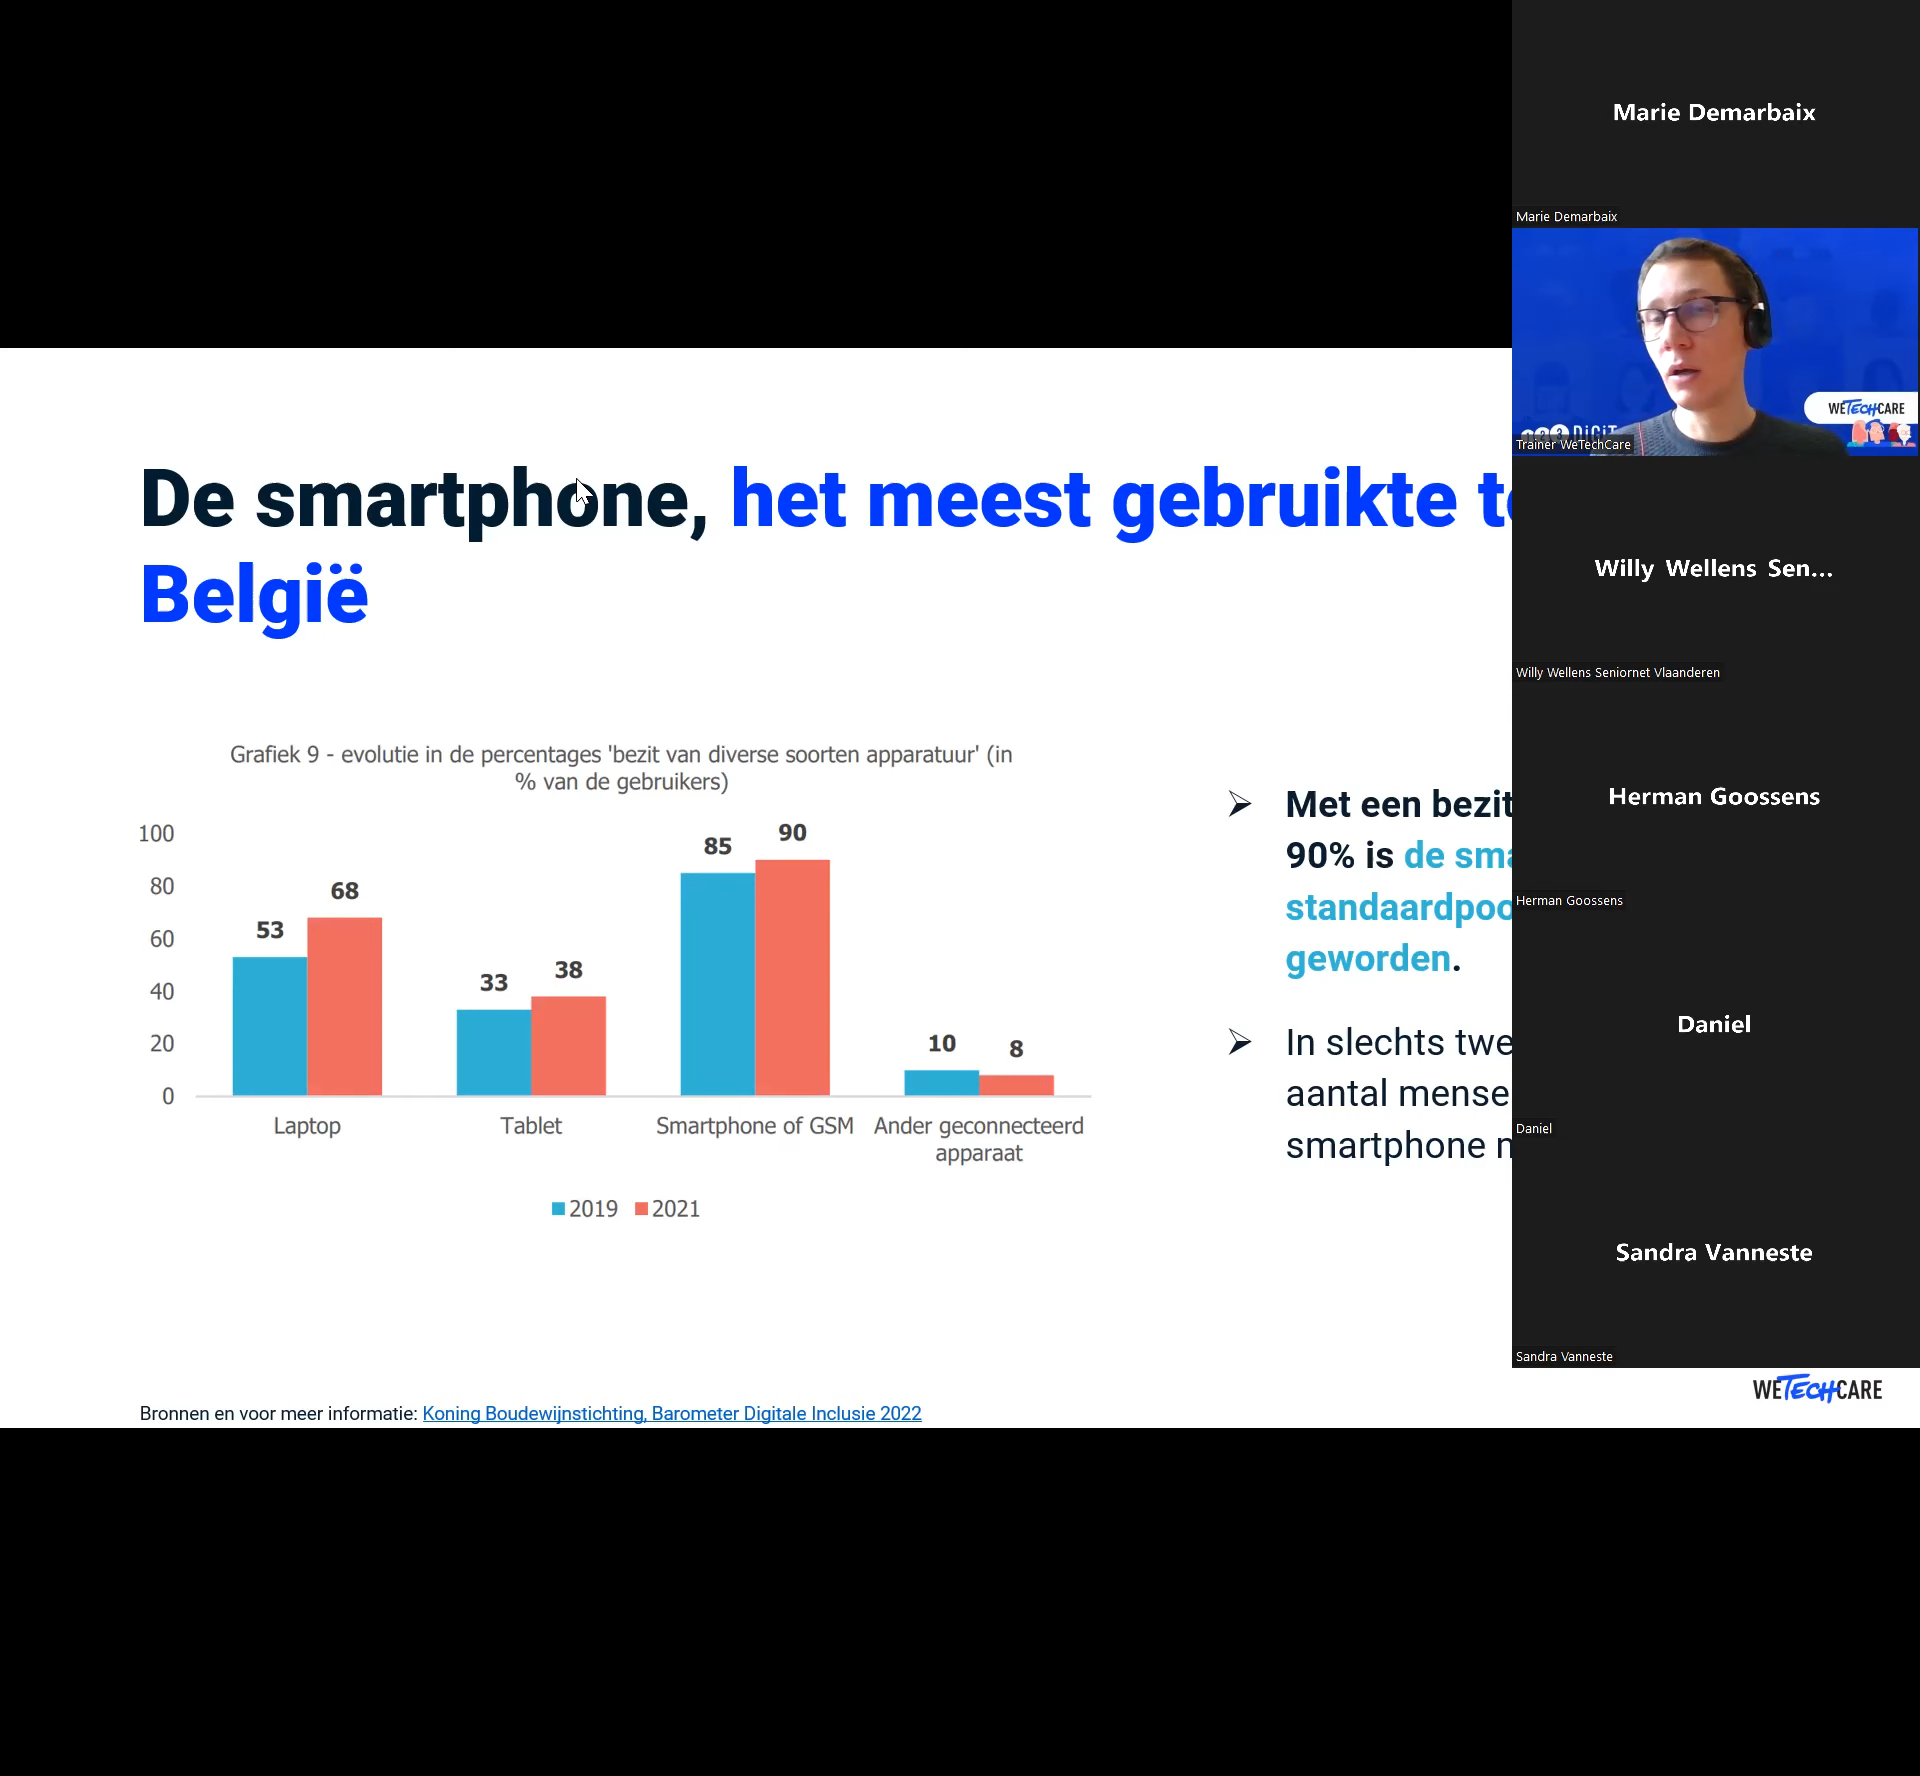 De smartphone, het meest gebruikte
België
Grafiek 9 - evolutie in de percentages 'bezit van diverse soorten apparatuur' (in
% van de gebruikers)
100
80
60
40
20
0
53
68
33
38
85
90
10
8
Laptop
Tablet
Smartphone of GSM
Ander geconnecteerd
apparaat
2019
2021
Met een bezit
90% is de
geworden.
In slechts
aantal
smartphone
Bronnen en voor meer informatie: Koning Boudewijnstichting, Barometer Digitale Inclusie 2022
Marie Demarbaix
Marie Demarbaix
WETECHCARE
Trainer WeTechCare
Willy Wellens Sen...
Willy Wellens Seniornet Vlaanderen
Herman Goossens
Herman Goossens
Daniel
Daniel
Sandra Vanneste
Sandra Vanneste
WETECHCARE